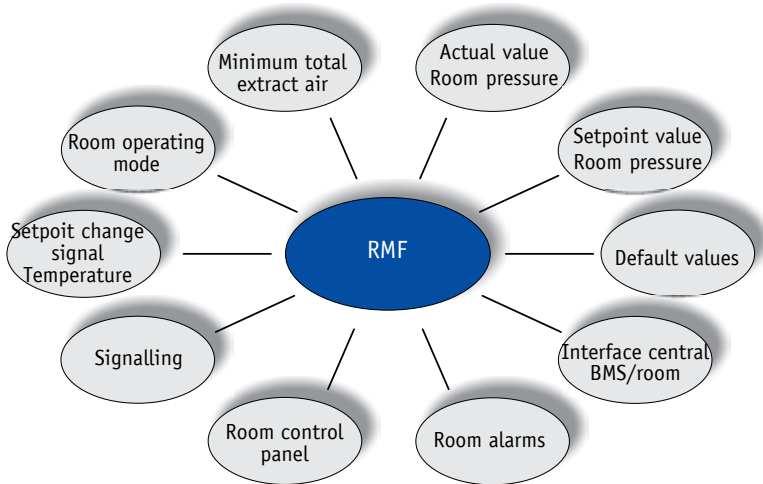 Minimum total
extract air
Actual value
Room pressure
Room operating
mode
Setpoint value
Room pressure
RMF
Setpoit change
signal
Temperature
Default values
Signalling
Interface central
BMS/room
Room control
panel
Room alarms